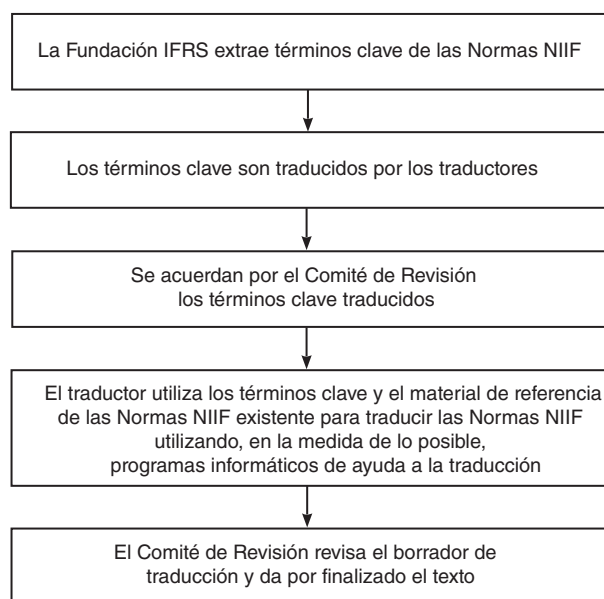 La Fundación IFRS extrae términos clave de las Normas NIIF
Los términos clave son traducidos por los traductores
Se acuerdan por el Comité de Revisión
los términos clave traducidos
El traductor utiliza los términos clave y el material de referencia
de las Normas NIIF existente para traducir las Normas NIIF
utilizando, en la medida de lo posible,
programas informáticos de ayuda a la traducción
El Comité de Revisión revisa el borrador de
traducción y da por finalizado el texto